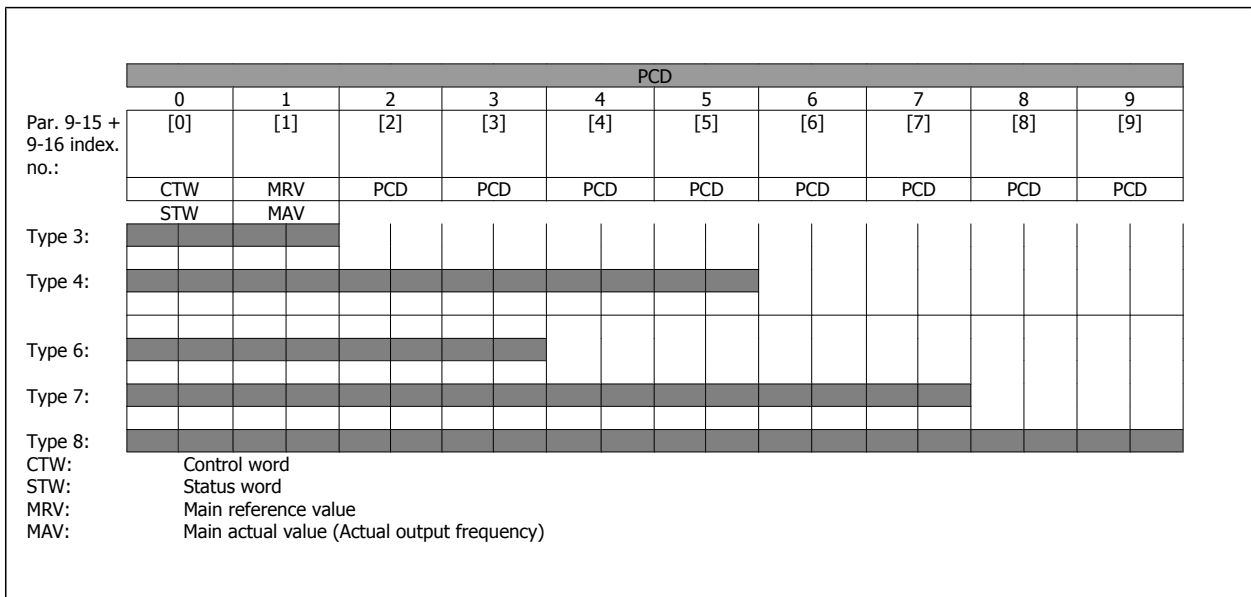 PCD
0 1 2 3 4 5 6 7 8 9
Par. 9-15 + [0] [1] [2] [3] [4] [5] [6] [7] [8] [9]
9-16 index.
no.:
CTW MRV PCD PCD PCD PCD PCD PCD PCD PCD
STW MAV
Type 3:
Type 4:
Type 6:
Type 7:
Type 8:
CTW: Control word
STW: Status word
MRV: Main reference value
MAV: Main actual value (Actual output frequency)